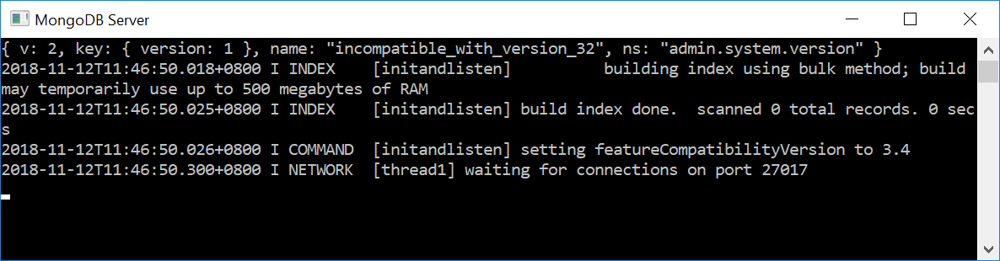 MongoDB Server
{ v: 2, key: { version: 1 }, name: "incompatible_with_version_32", ns: "admin.system.version" }
2018-11-12T11:46:50.018+0800 I INDEX    [initandlisten]         building index using bulk method; build
may temporarily use up to 500 megabytes of RAM
2018-11-12T11:46:50.025+0800 I INDEX    [initandlisten] build index done.  scanned 0 total records. 0 sec
s
2018-11-12T11:46:50.026+0800 I COMMAND  [initandlisten] setting featureCompatibilityVersion to 3.4
2018-11-12T11:46:50.300+0800 I NETWORK  [thread1] waiting for connections on port 27017